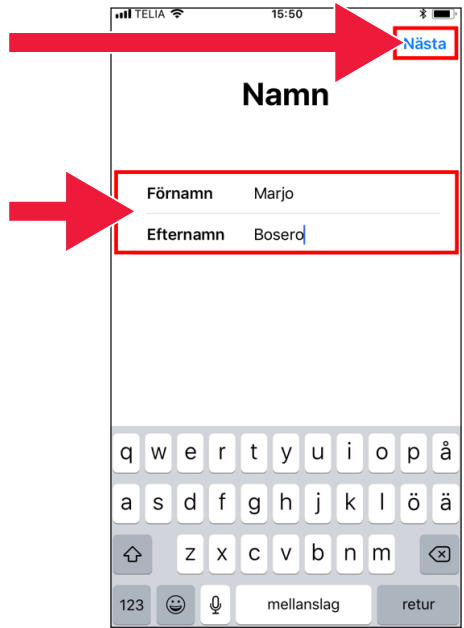 TELIA 15:50
Nästa
Namn
Förnamn Marjo
Efternamn Bosero
q w e r t y u i o p å
a s d f g h j k l ö ä
z x c v b n m
123 mellanslag retur